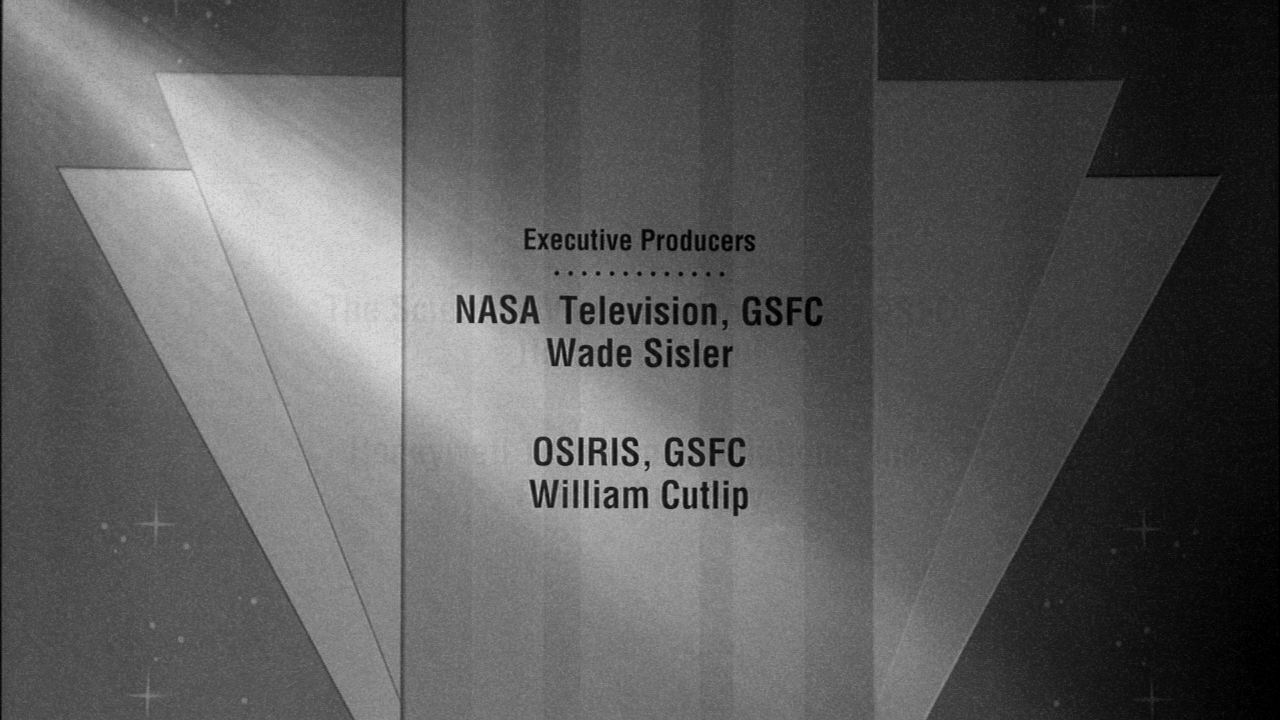 Executive Producers
NASA Television, GSFC
Wade Sisler
OSIRIS, GSFC
William Cutlip